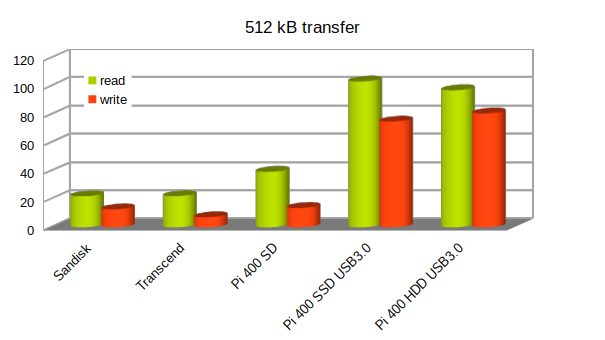 512 kB transfer
120
100
80
60
40
20
0
read
write
Sandisk
Transcend
Pi 400 SD
Pi 400 SSD USB3.0
Pi 400 HDD USB3.0